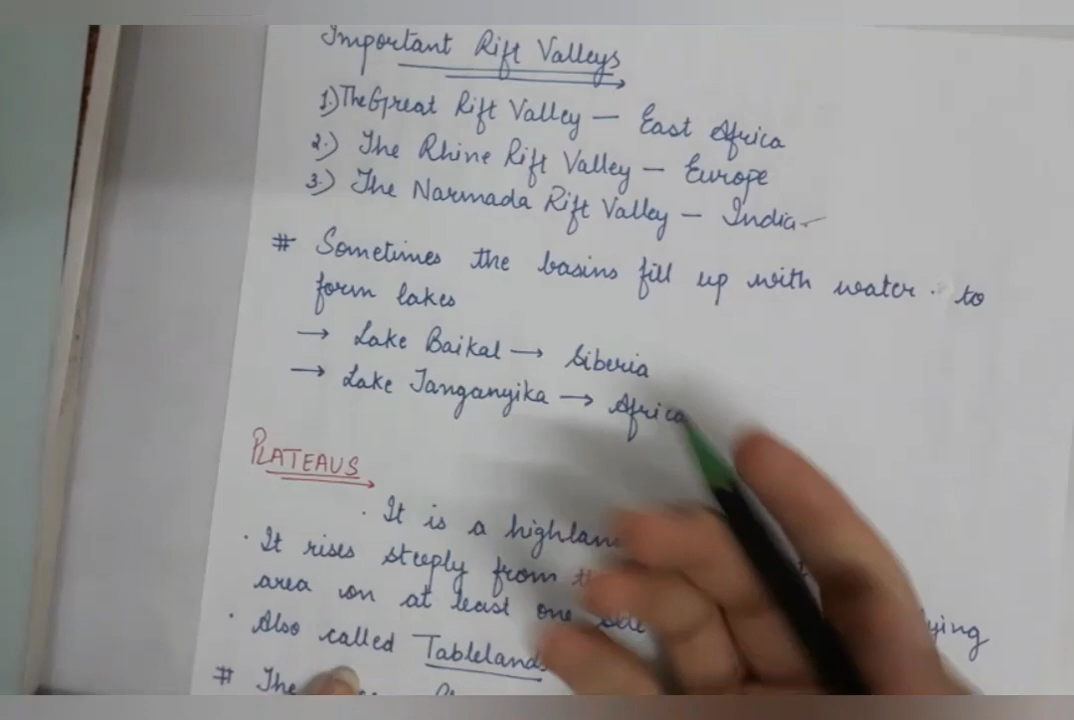 Important Rift Valleys
1.) The Great Rift Valley — East Africa
2.) The Rhine Rift Valley — Europe
3.) The Narmada Rift Valley — India
# Sometimes the basins fill up with water. to
form lakes
→ Lake Baikal → Siberia
→ Lake Tanganyika → Africa
PLATEAUS
. It is a highlan
. It rises steeply from
area on at least one
. Also called Tableland
# The